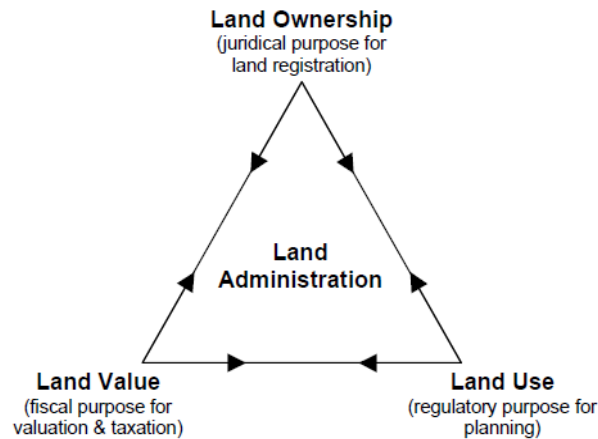 Land Ownership
(juridical purpose for
land registration)
Land
Administration
Land Value
(fiscal purpose for
valuation & taxation)
Land Use
(regulatory purpose for
planning)